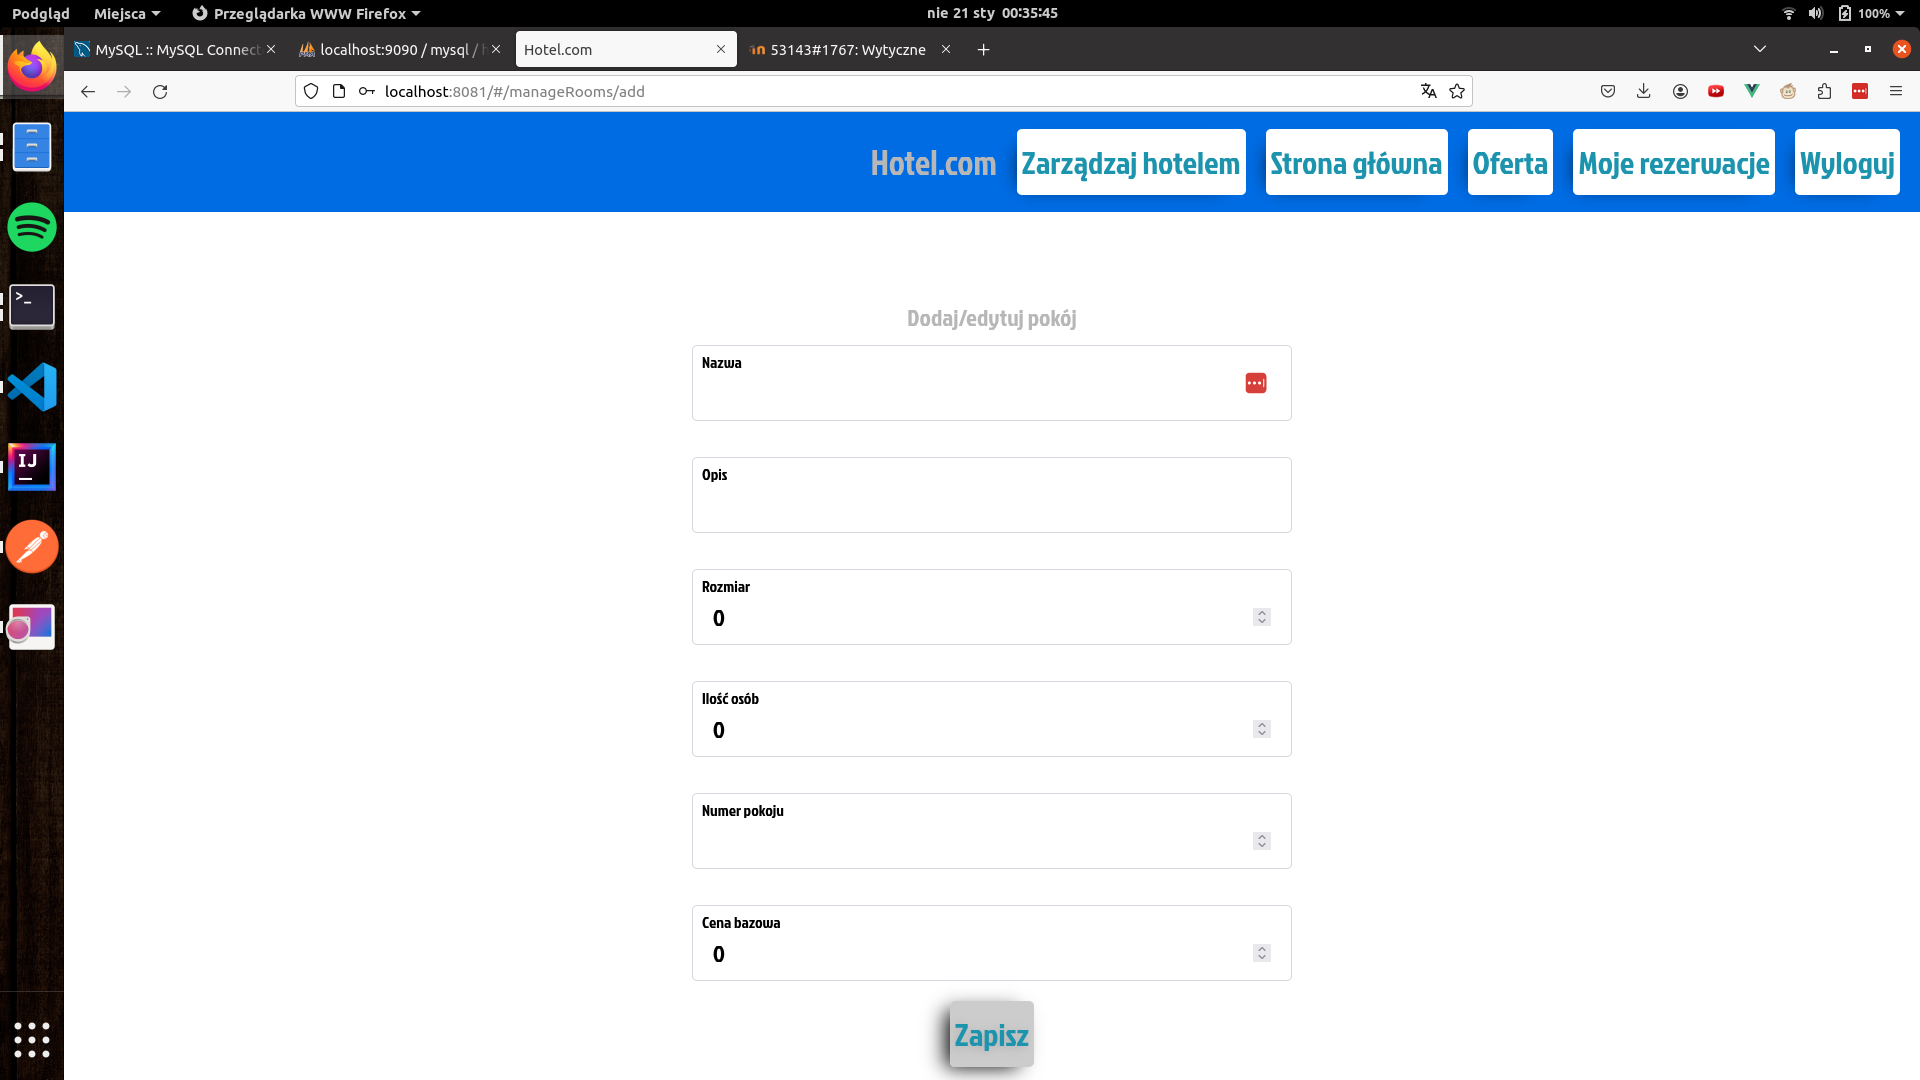 Podgląd
Miejsca
Przeglądarka WWW Firefox
nie 21 sty 00:35:45
100%
MySQL :: MySQL Connect
localhost:9090 / mysql /
Hotel.com
53143#1767: Wytyczne
localhost:8081/#/manageRooms/add
Hotel.com
Zarządzaj hotelem
Strona główna
Oferta
Moje rezerwacje
Wyloguj
Dodaj/edytuj pokój
Nazwa
Opis
Rozmiar
0
Ilość osób
0
Numer pokoju
Cena bazowa
0
Zapisz